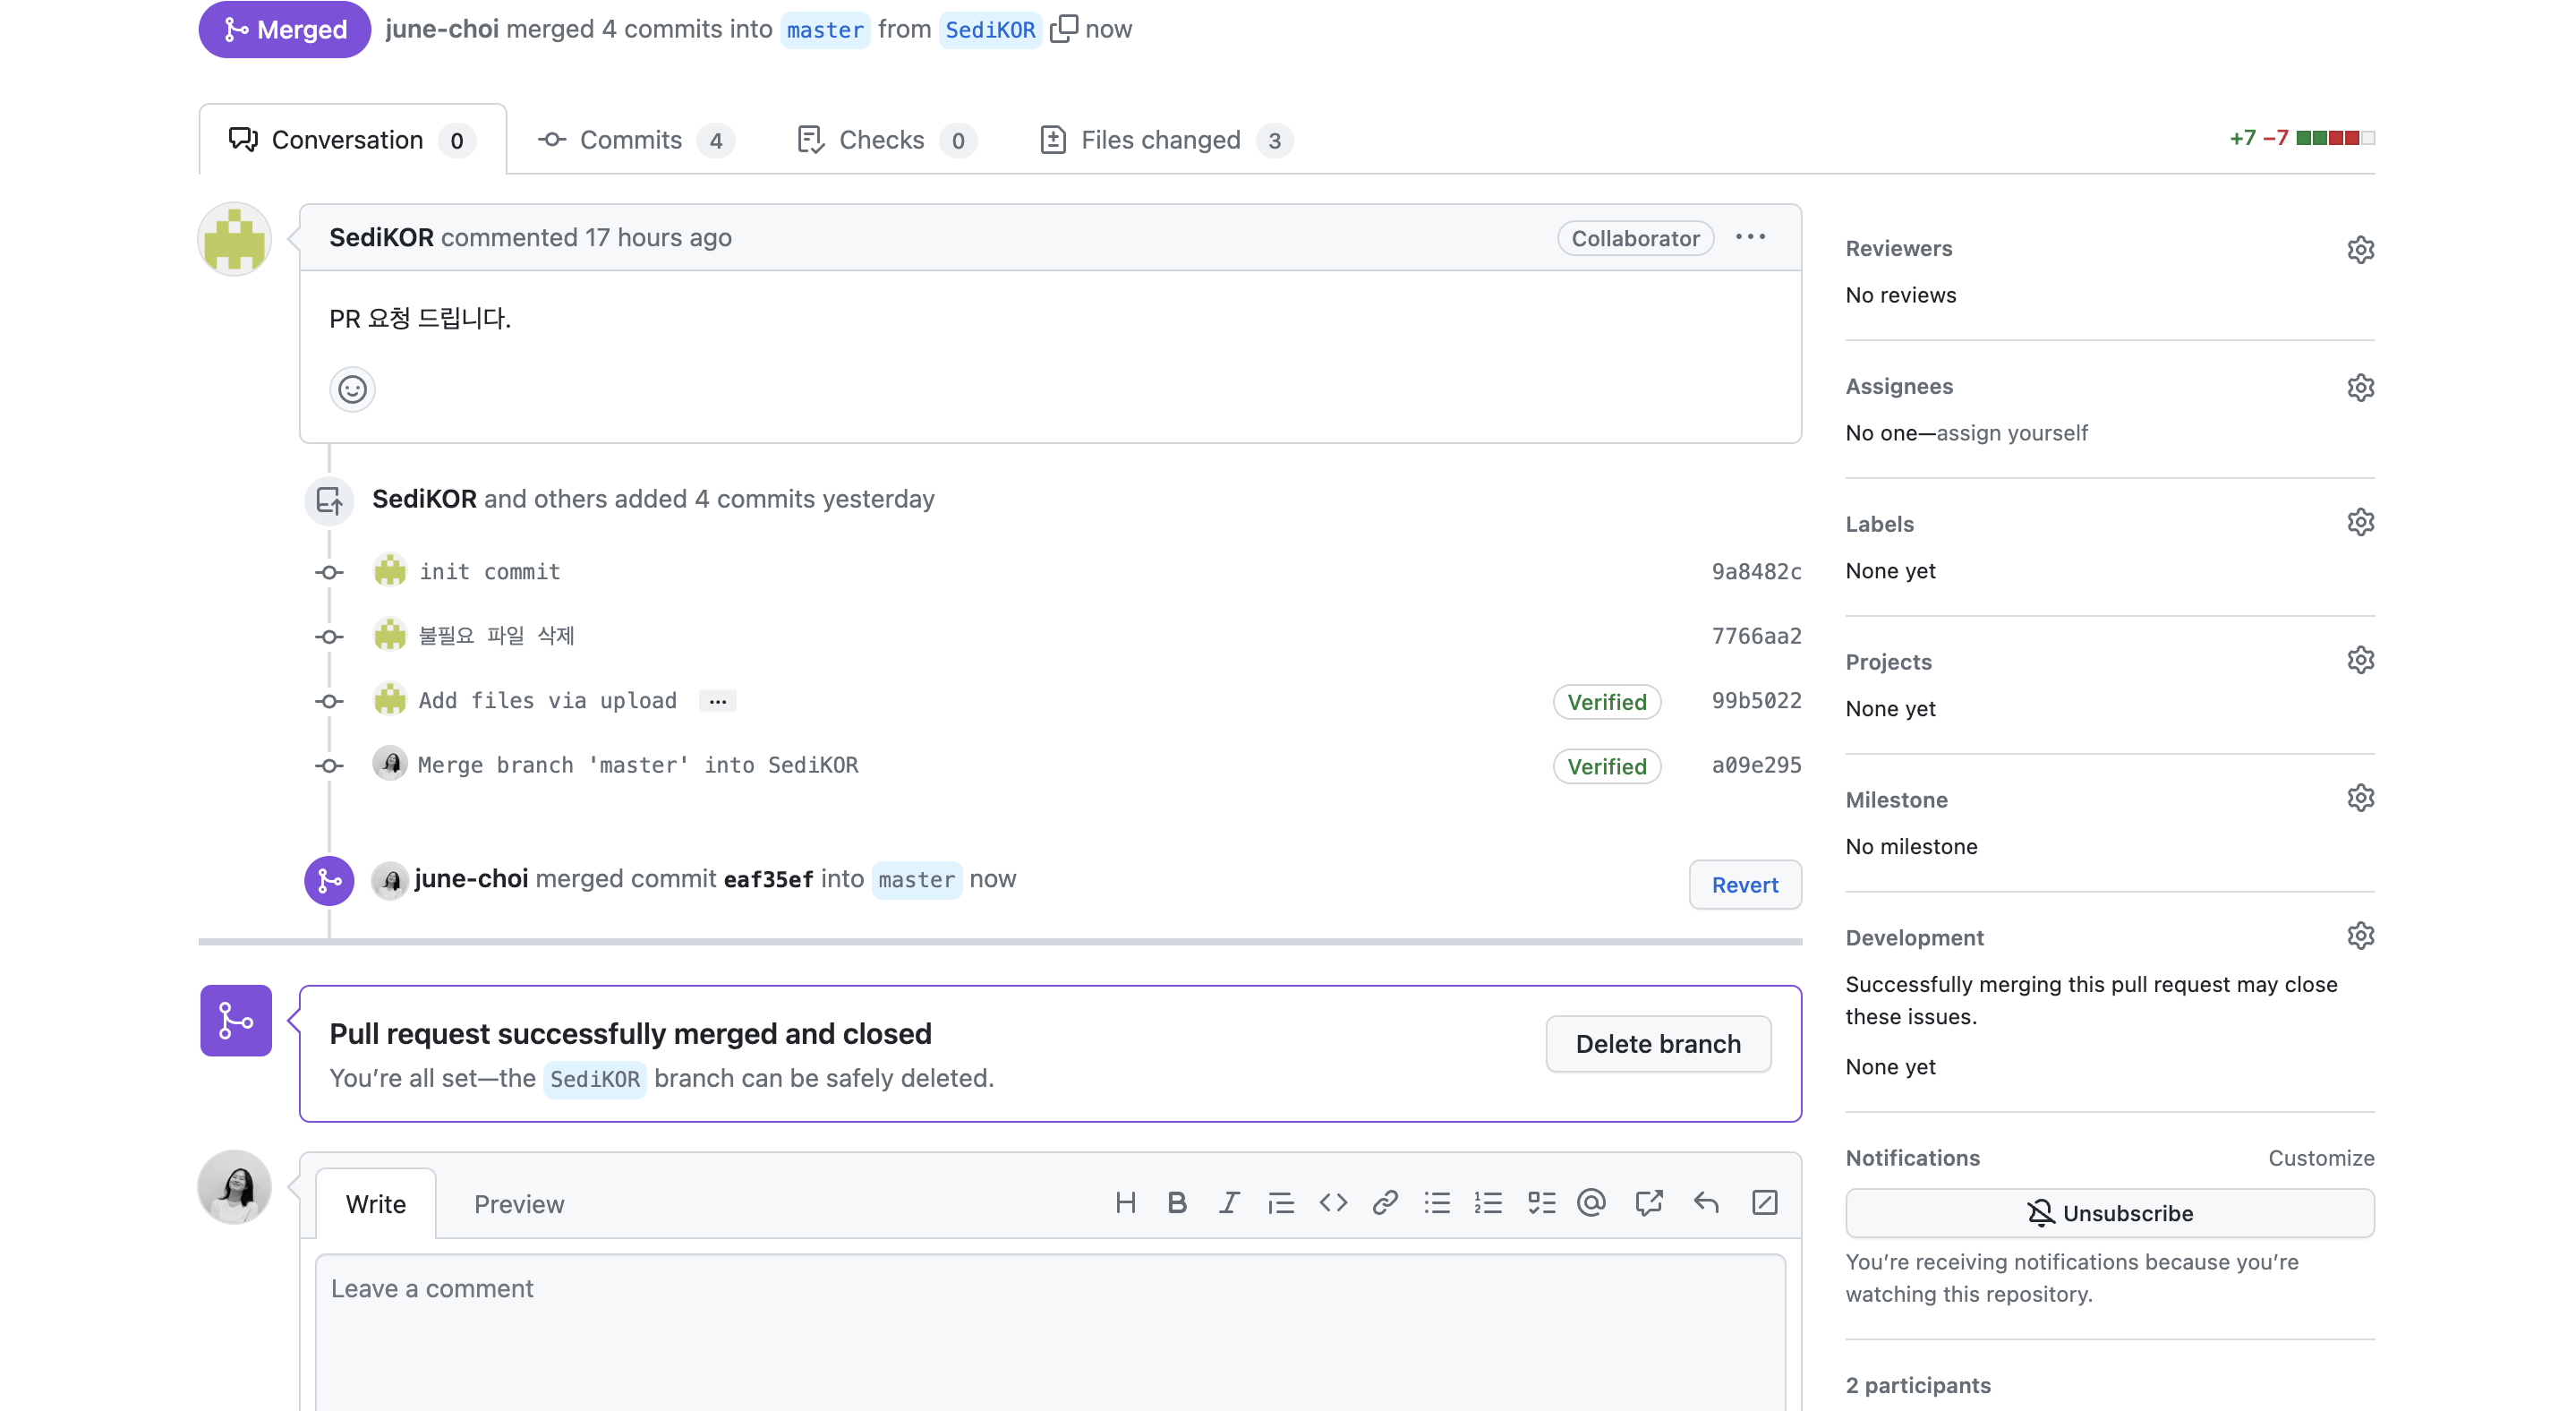 Merged june-choi merged 4 commits into master from SediKOR now
Conversation 0 Commits 4 Checks 0 Files changed 3 +7 −7
SediKOR commented 17 hours ago Collaborator ...
PR 요청 드립니다.
SediKOR and others added 4 commits yesterday
init commit 9a8482c
불필요 파일 삭제 7766aa2
Add files via upload ... Verified 99b5022
Merge branch 'master' into SediKOR Verified a09e295
june-choi merged commit eaf35ef into master now Revert
Pull request successfully merged and closed
You’re all set—the SediKOR branch can be safely deleted.
Delete branch
Write Preview
Leave a comment
Reviewers
No reviews
Assignees
No one—assign yourself
Labels
None yet
Projects
None yet
Milestone
No milestone
Development
Successfully merging this pull request may close
these issues.
None yet
Notifications Customize
Unsubscribe
You’re receiving notifications because you’re
watching this repository.
2 participants